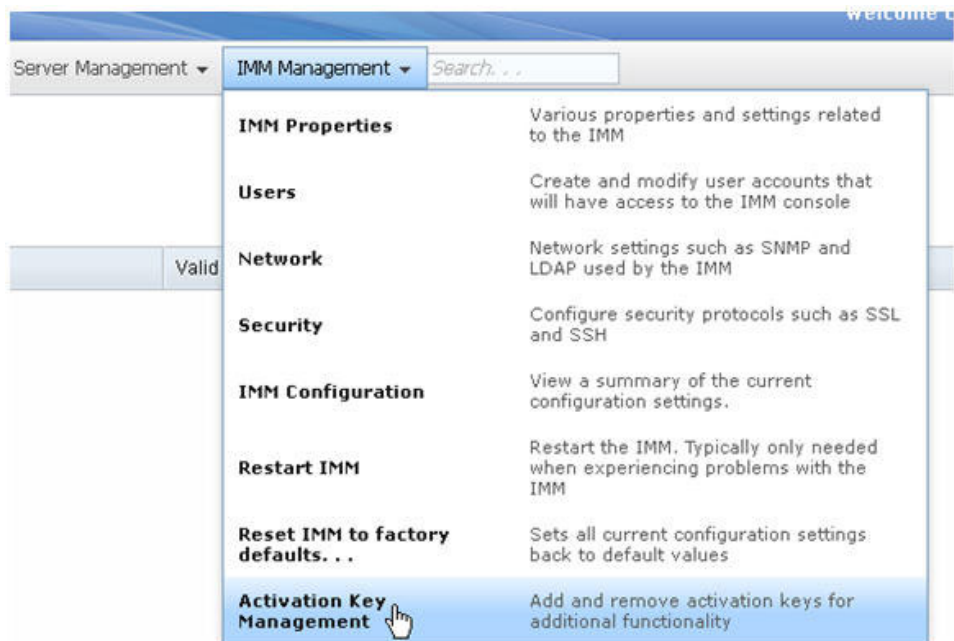 Welcome
Server Management
IMM Management
Search. . .
Valid
IMM Properties
Various properties and settings related
to the IMM
Users
Create and modify user accounts that
will have access to the IMM console
Network
Network settings such as SNMP and
LDAP used by the IMM
Security
Configure security protocols such as SSL
and SSH
IMM Configuration
View a summary of the current
configuration settings.
Restart IMM
Restart the IMM. Typically only needed
when experiencing problems with the
IMM
Reset IMM to factory
defaults. . .
Sets all current configuration settings
back to default values
Activation Key
Management
Add and remove activation keys for
additional functionality